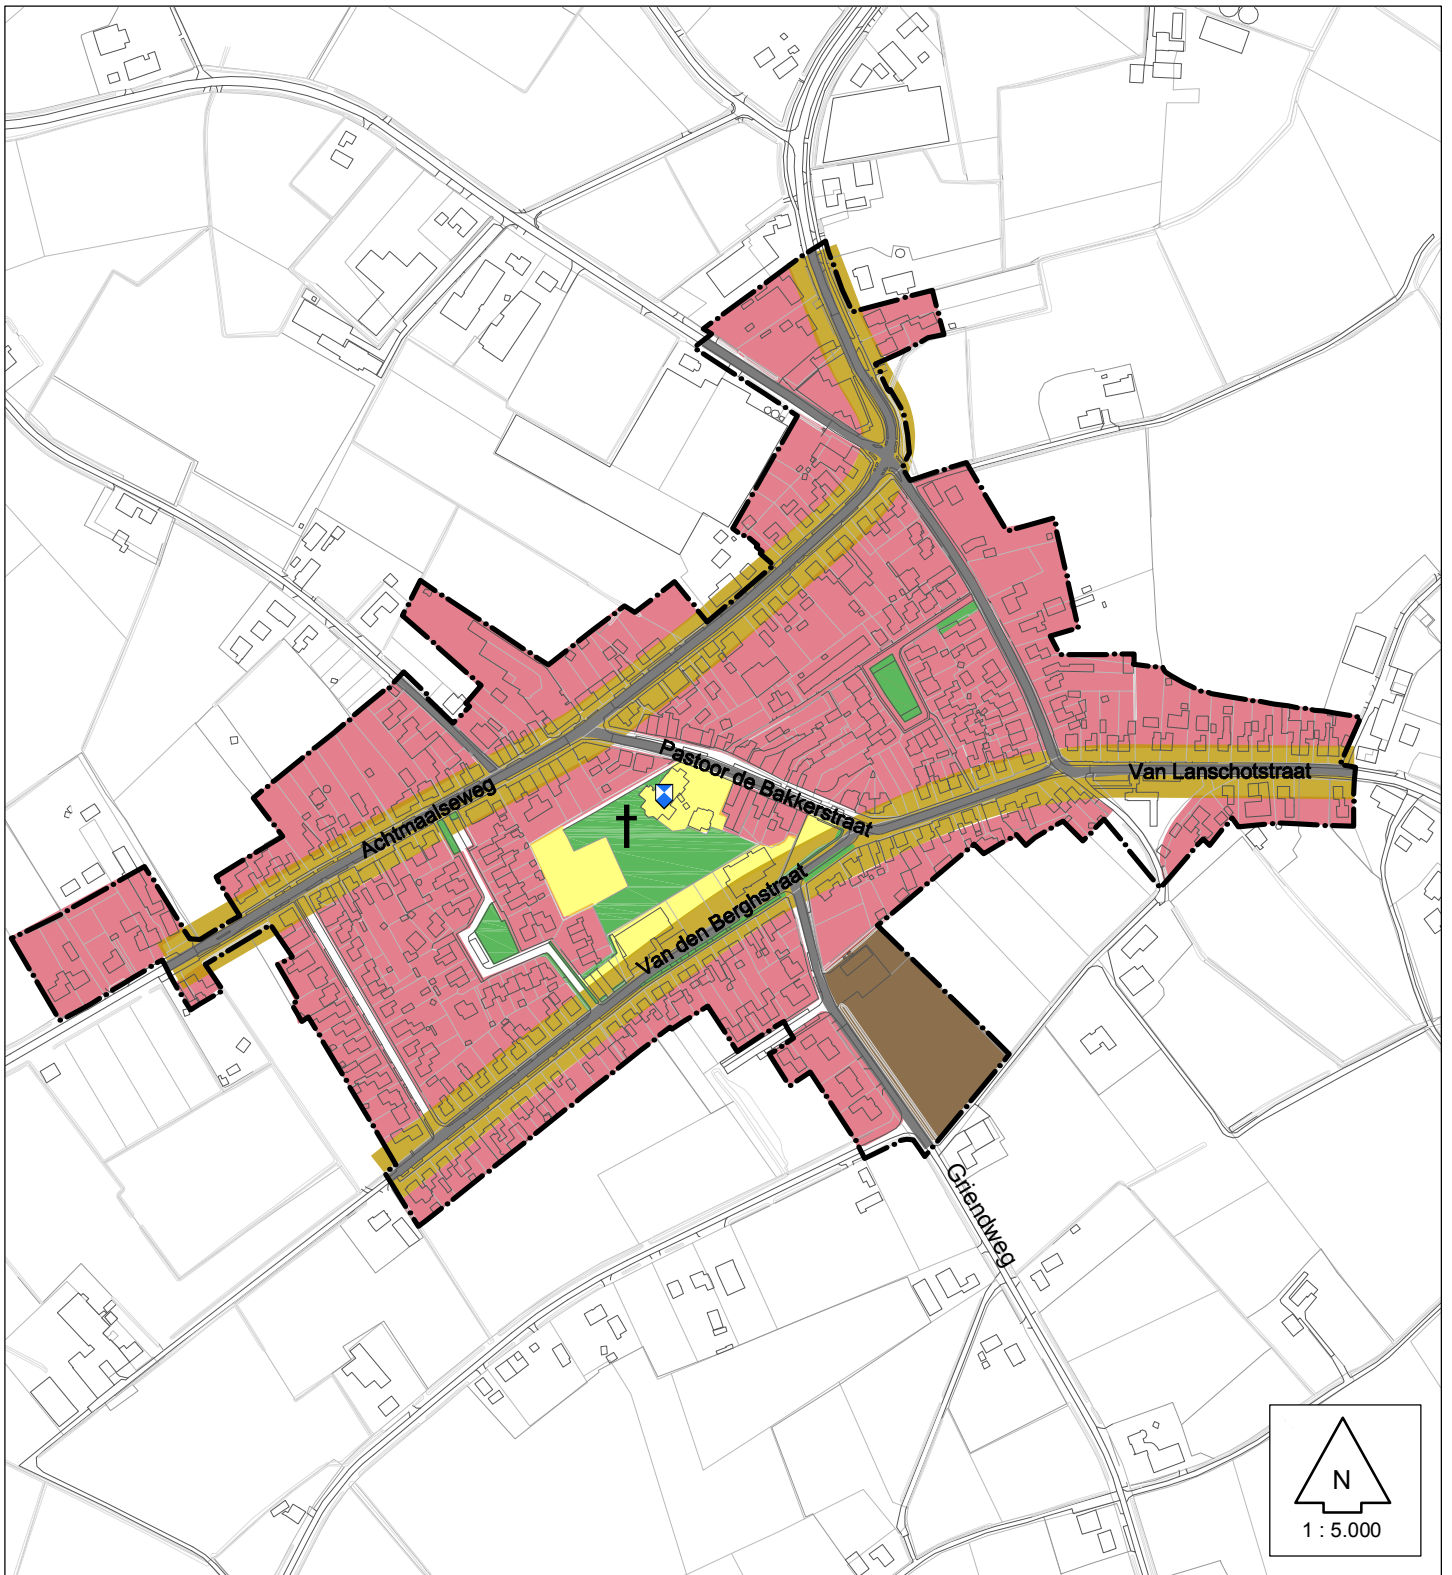 Pastoor de Bakkerstraat
Van Lanschotstraat
Achtmaalseweg
Van den Berghstraat
Griendweg
N
1 : 5.000